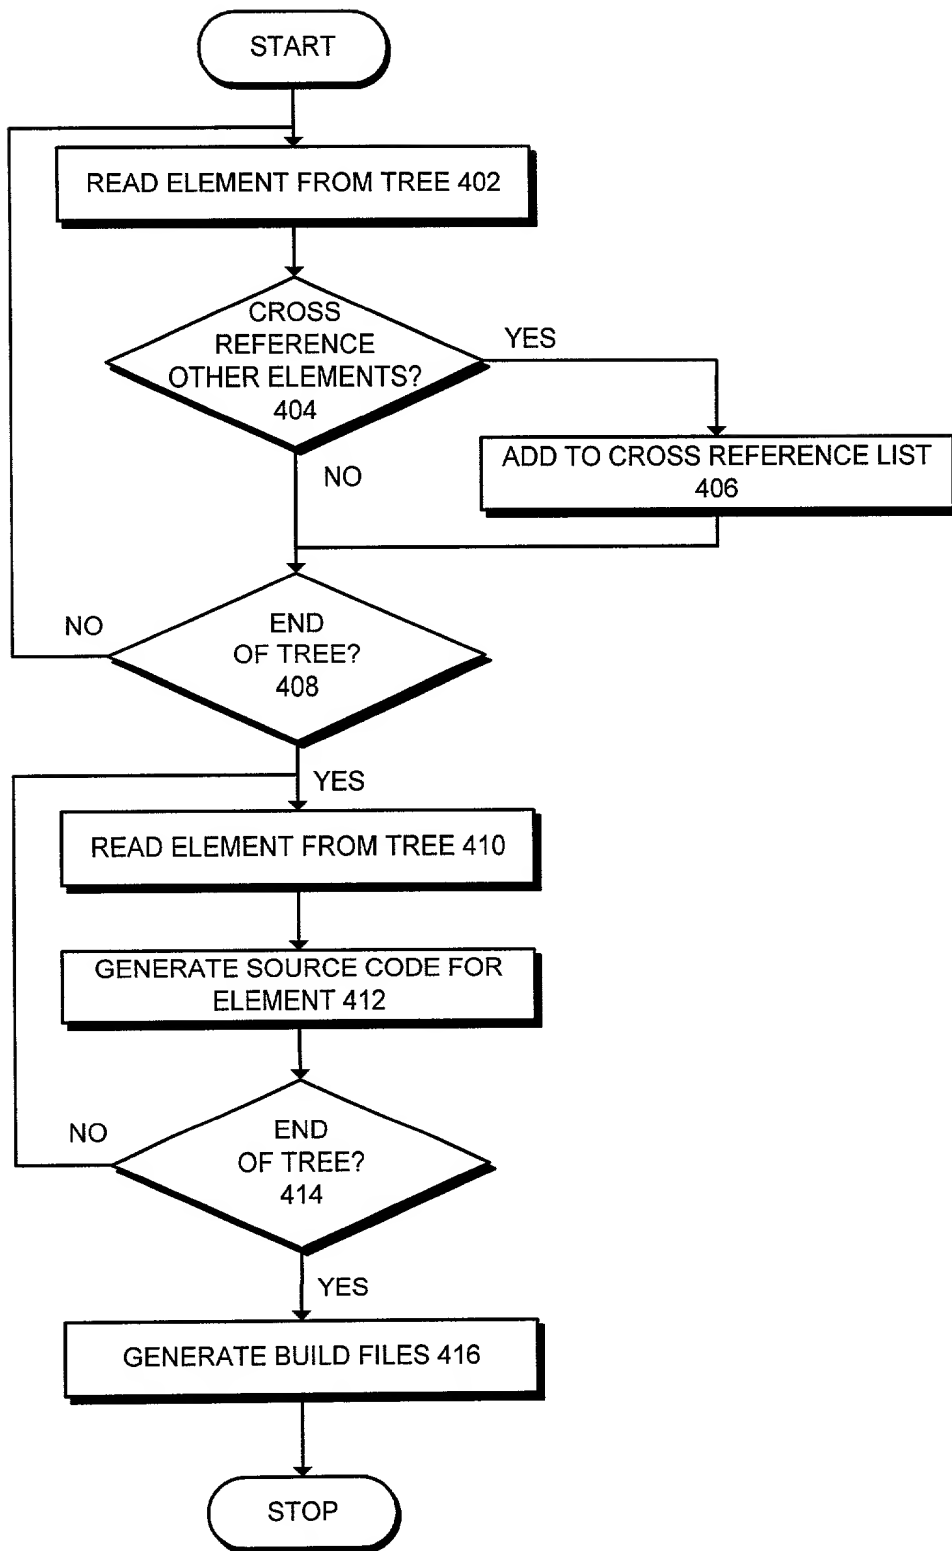 START
READ ELEMENT FROM TREE 402
CROSS
REFERENCE
OTHER ELEMENTS?
404
YES
ADD TO CROSS REFERENCE LIST
406
NO
END
OF TREE?
408
NO
YES
READ ELEMENT FROM TREE 410
GENERATE SOURCE CODE FOR
ELEMENT 412
END
OF TREE?
414
NO
YES
GENERATE BUILD FILES 416
STOP